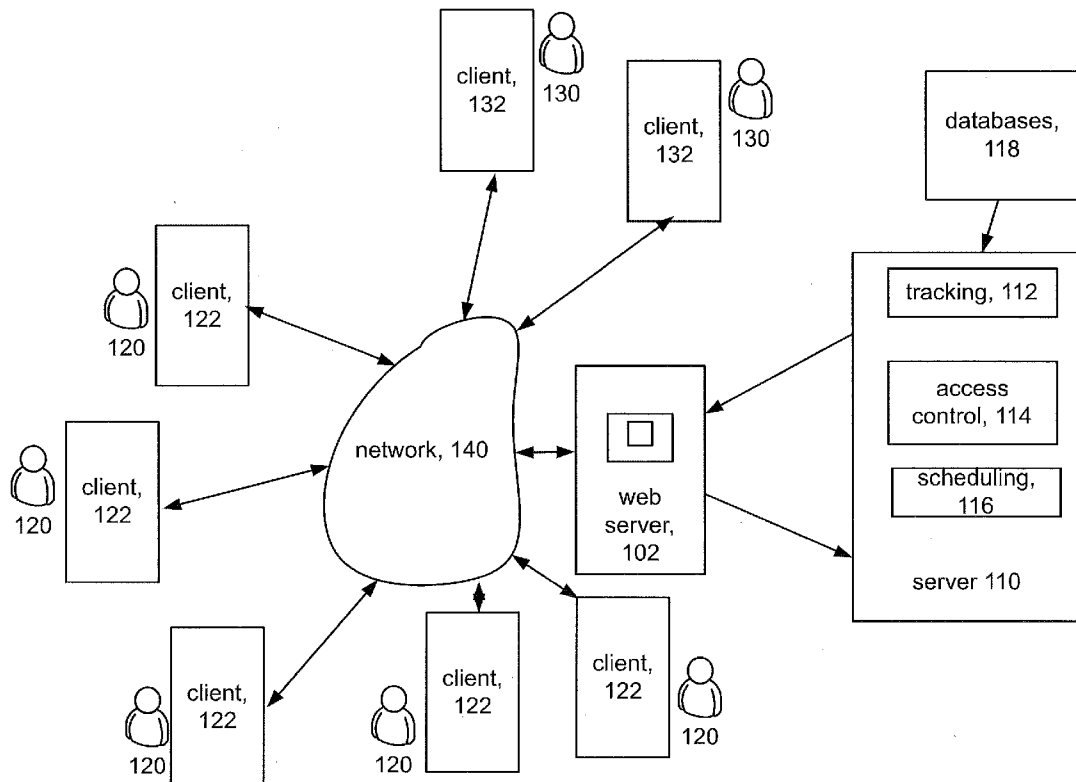 client,
132
130
client,
132
130
databases,
118
client,
122
120
tracking, 112
access
control, 114
scheduling,
116
server 110
network, 140
web
server,
102
client,
122
120
client,
122
120
client,
122
120
client,
122
120